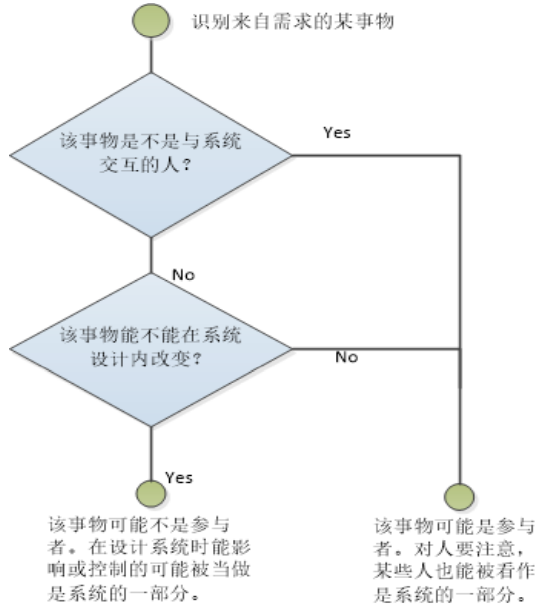 识别来自需求的某事物
该事物是不是与系统
交互的人？
Yes
No
该事物能不能在系统
设计内改变？
No
Yes
该事物可能不是参与
者。在设计系统时能影
响或控制的可能被当做
是系统的一部分。
该事物可能是参与
者。对人要注意，
某些人也能被看作
是系统的一部分。